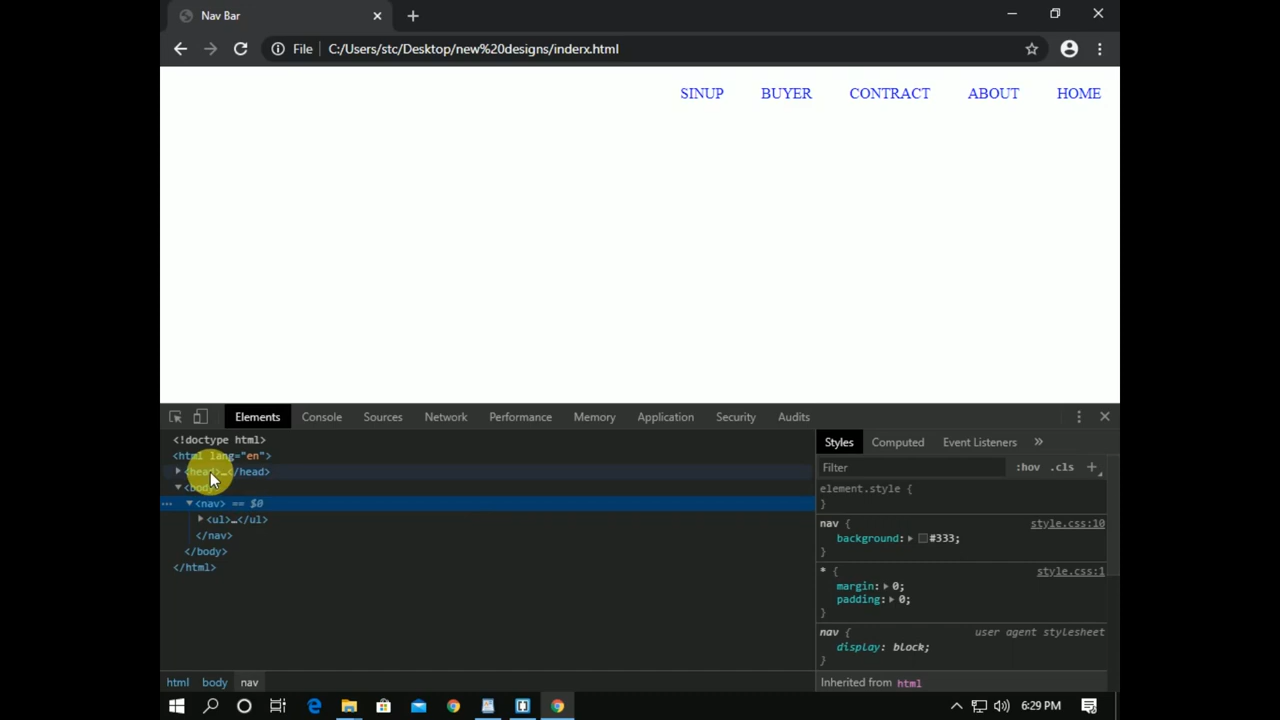 Nav Bar
File C:/Users/stc/Desktop/new%20designs/inderx.html
SINUP BUYER CONTRACT ABOUT HOME
Elements Console Sources Network Performance Memory Application Security Audits
<!doctype html>
<html lang="en">
<head>…</head>
<body>
<nav> == $0
<ul>…</ul>
</nav>
</body>
</html>
html body nav
Styles Computed Event Listeners »
Filter :hov .cls +
element.style {
}
nav { style.css:10
background: #333;
}
* { style.css:1
margin: 0;
padding: 0;
}
nav { user agent stylesheet
display: block;
}
Inherited from html
6:29 PM